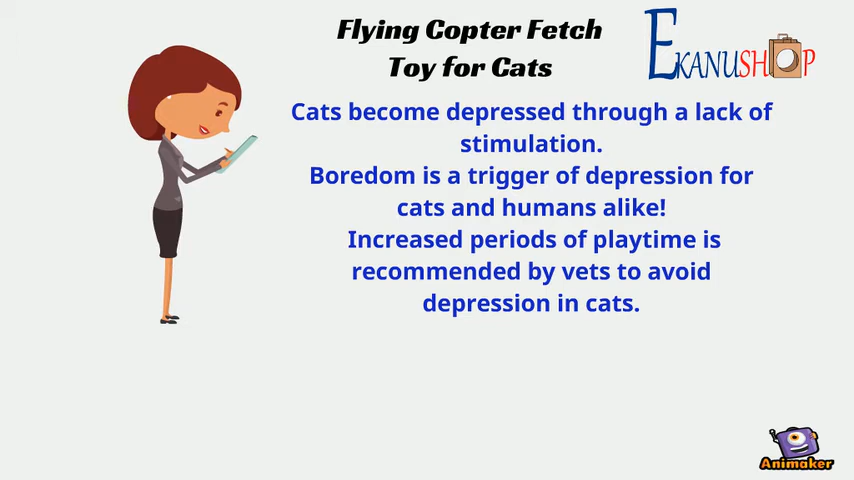 Flying Copter Fetch
Toy for Cats
EKANUSHOP
Cats become depressed through a lack of
stimulation.
Boredom is a trigger of depression for
cats and humans alike!
Increased periods of playtime is
recommended by vets to avoid
depression in cats.
Animaker